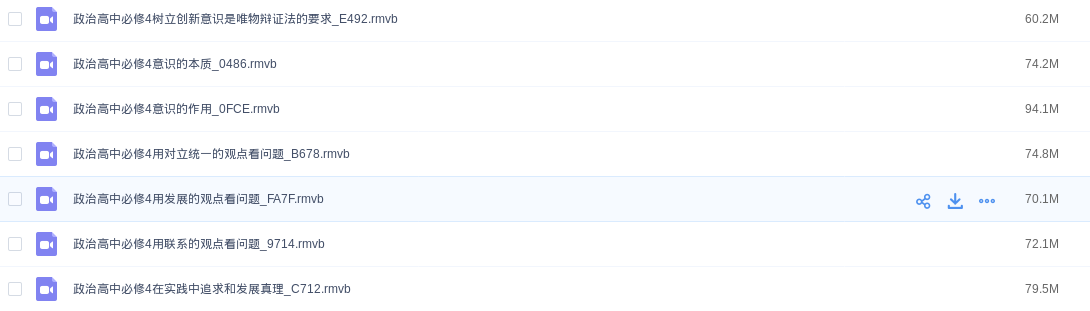 政治高中必修4树立创新意识是唯物辩证法的要求_E492.rmvb 60.2M
政治高中必修4意识的本质_0486.rmvb 74.2M
政治高中必修4意识的作用_0FCE.rmvb 94.1M
政治高中必修4用对立统一的观点看问题_B678.rmvb 74.8M
政治高中必修4用发展的观点看问题_FA7F.rmvb 70.1M
政治高中必修4用联系的观点看问题_9714.rmvb 72.1M
政治高中必修4在实践中追求和发展真理_C712.rmvb 79.5M